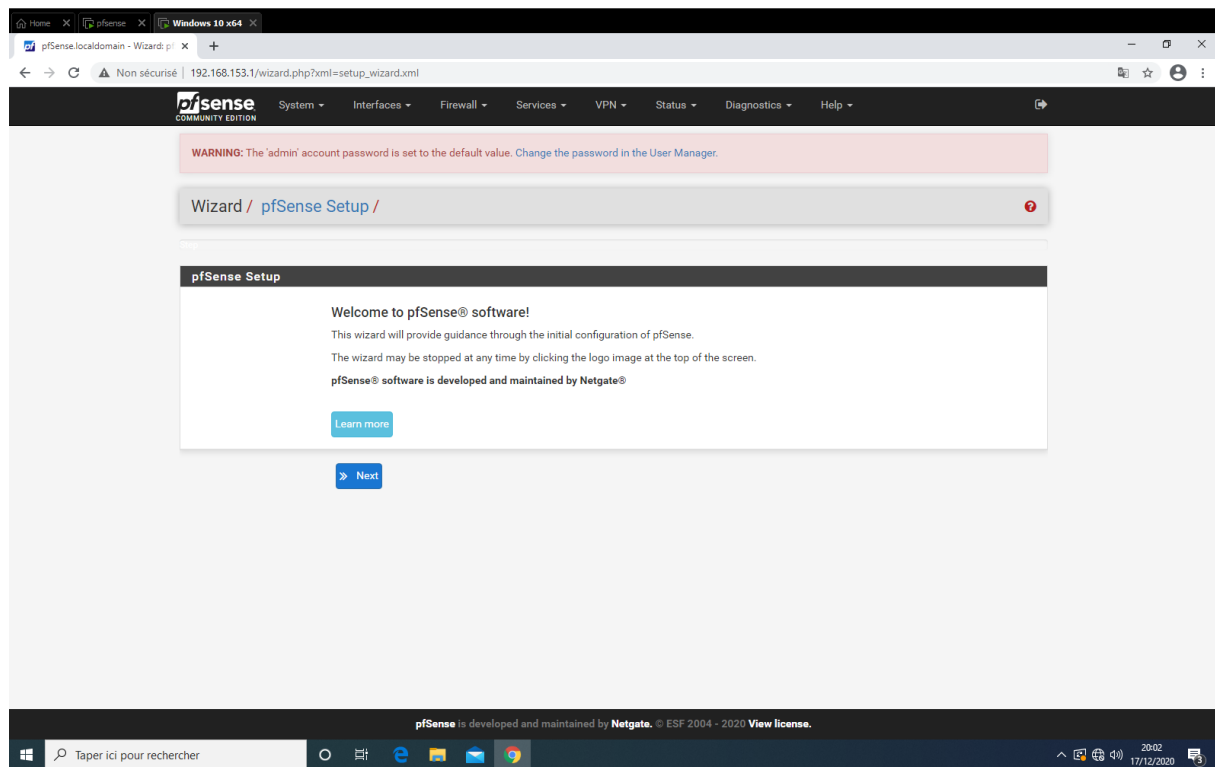 Home
pfsense
Windows 10 x64
pfSense.localdomain - Wizard: pf
Non sécurisé | 192.168.153.1/wizard.php?xml=setup_wizard.xml
pfsense
COMMUNITY EDITION
System
Interfaces
Firewall
Services
VPN
Status
Diagnostics
Help
WARNING: The 'admin' account password is set to the default value. Change the password in the User Manager.
Wizard / pfSense Setup /
pfSense Setup
Welcome to pfSense® software!
This wizard will provide guidance through the initial configuration of pfSense.
The wizard may be stopped at any time by clicking the logo image at the top of the screen.
pfSense® software is developed and maintained by Netgate®
Learn more
Next
pfSense is developed and maintained by Netgate. © ESF 2004 - 2020 View license.
Taper ici pour rechercher
20:02
17/12/2020
3